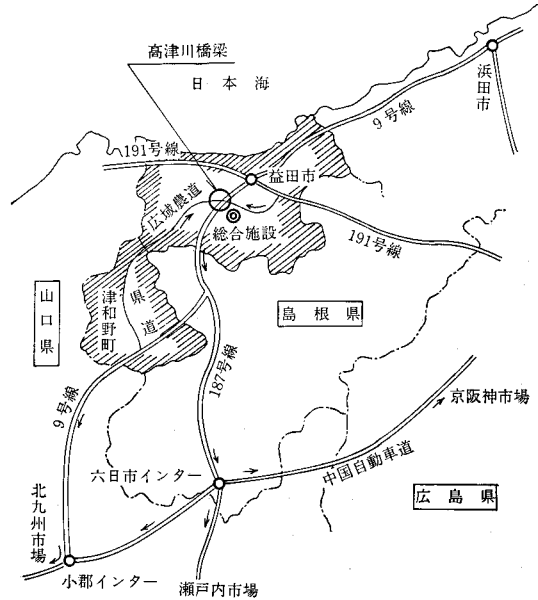 高津川橋梁
日本海
浜田市
9号線
191号線
益田市
広域農道
総合施設
191号線
山口県
津和野町
県道
島根県
187号線
9号線
京阪神市場
中国自動車道
六日市インター
広島県
北九州市場
小郡インター
瀬戸内市場